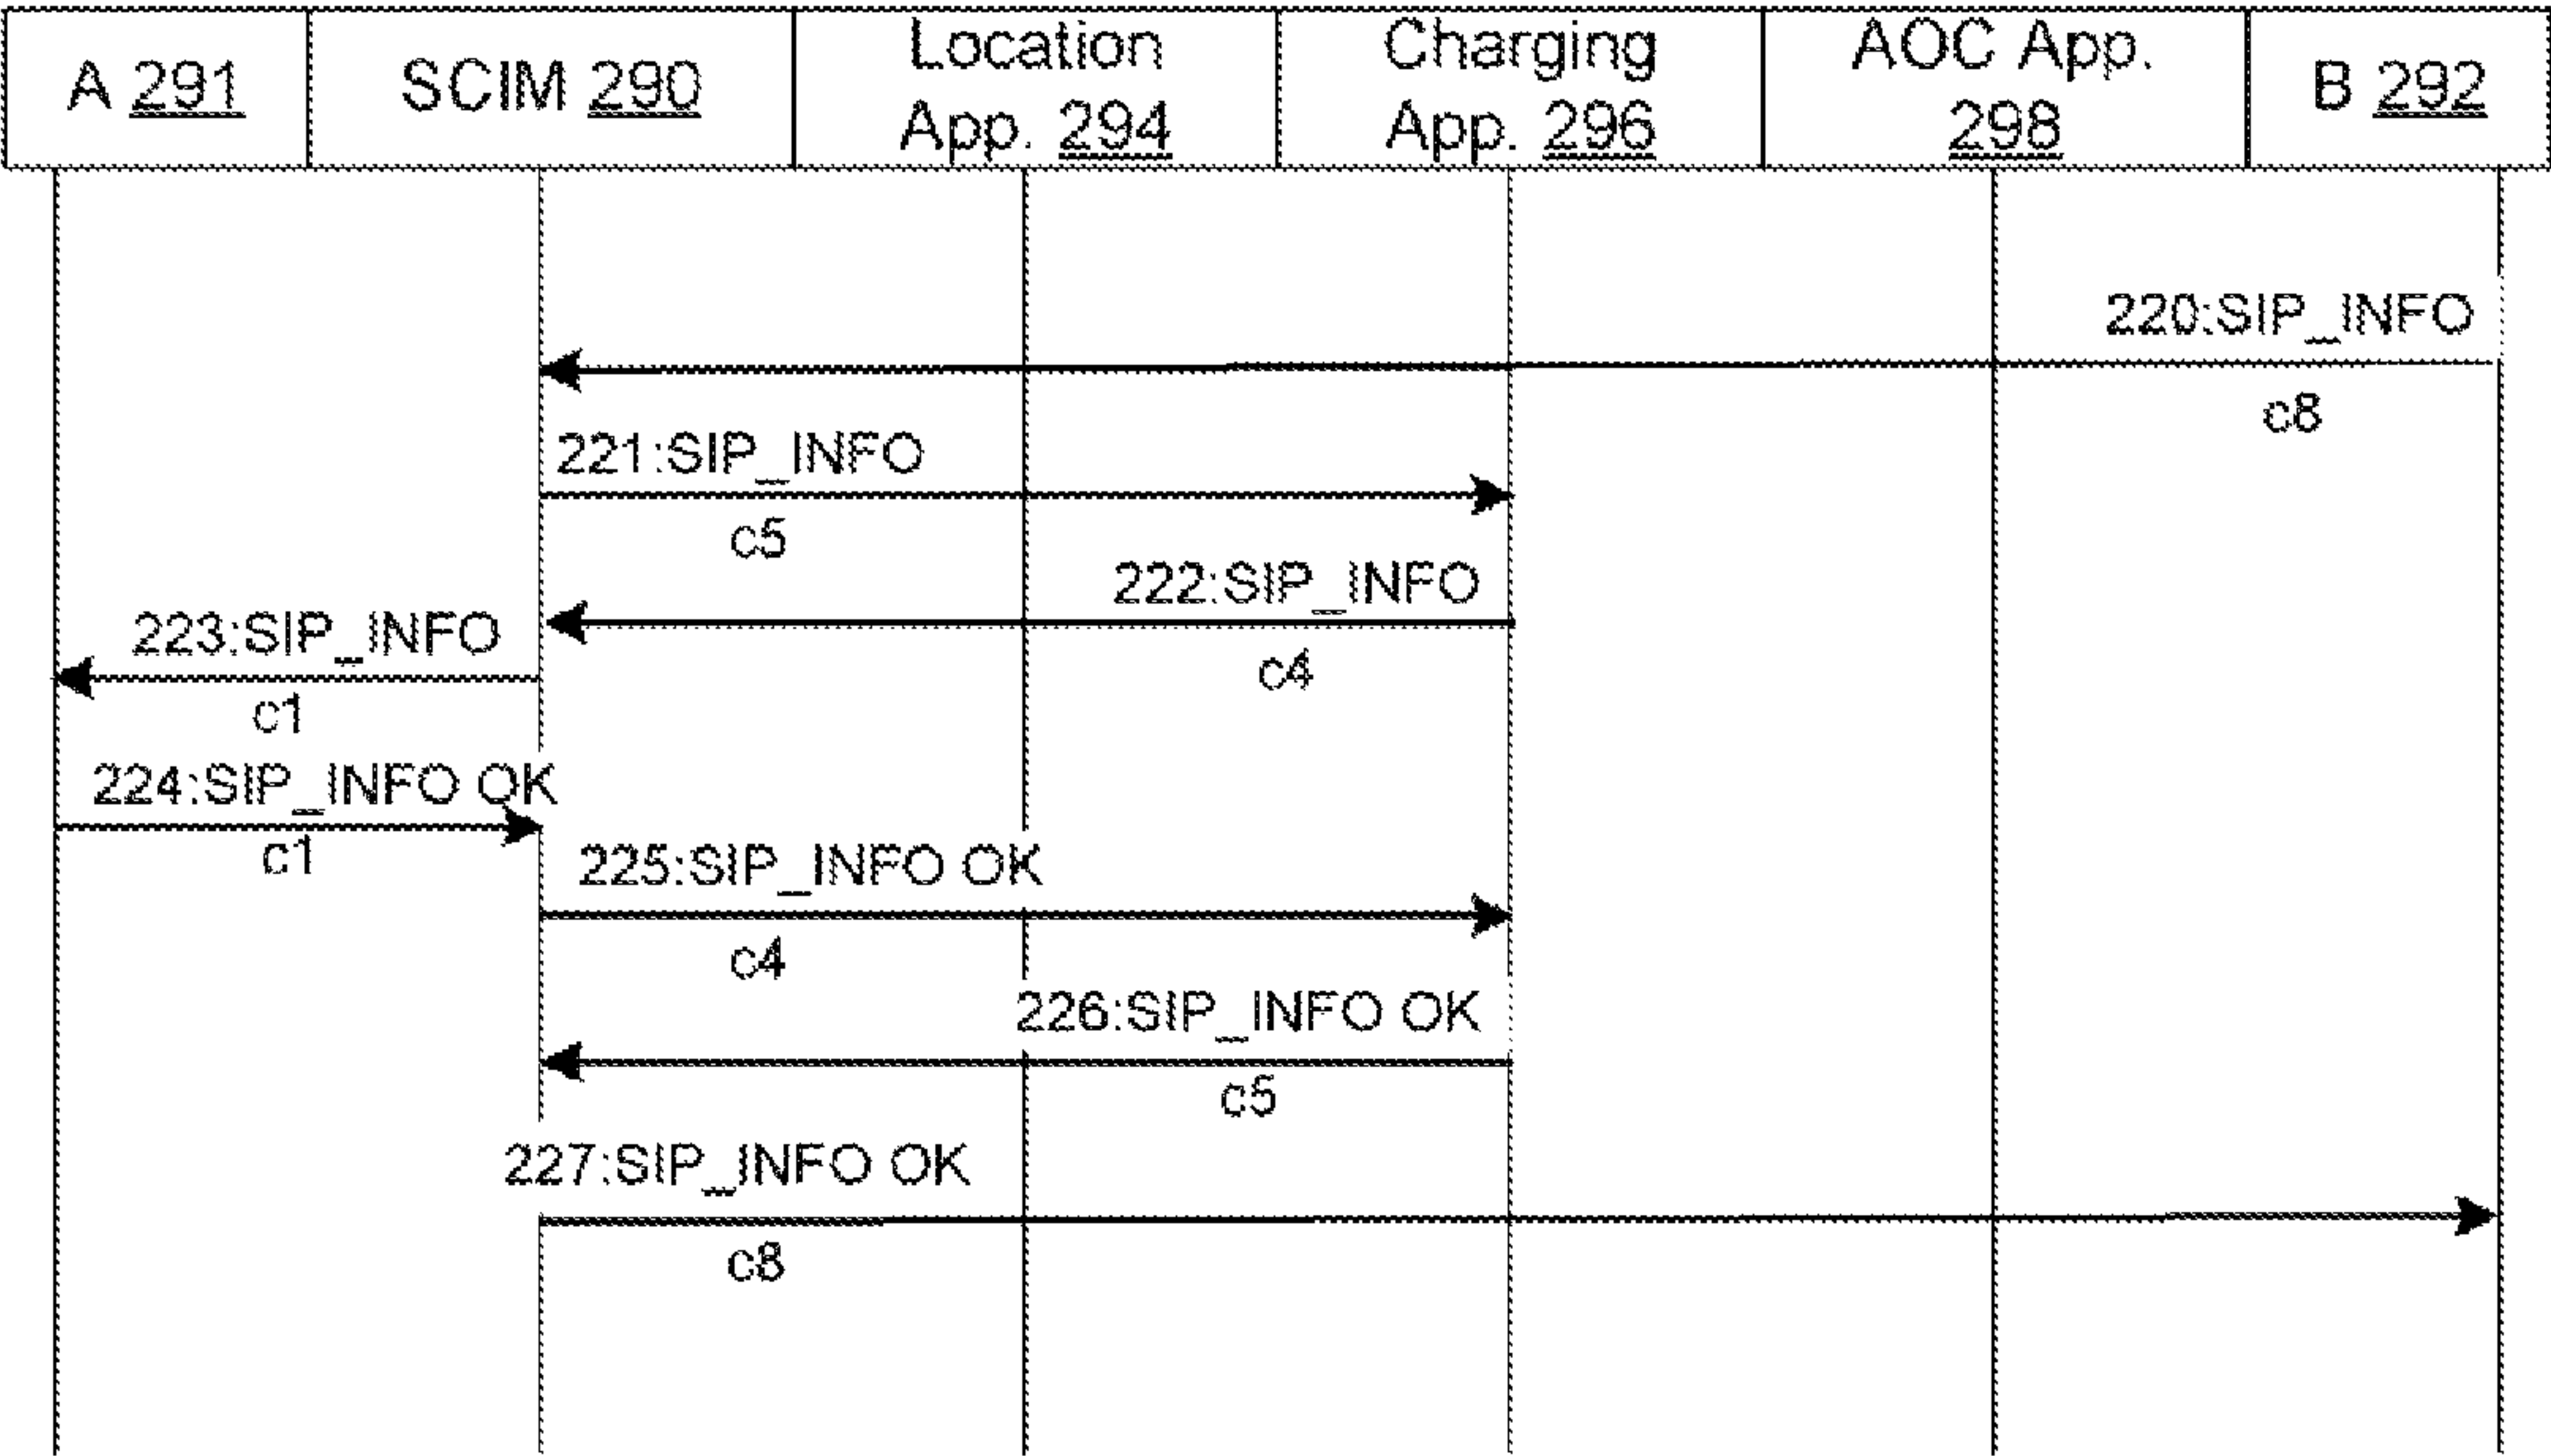 A 291
SCIM 290
Location
App. 294
Charging
App. 296
AOC App.
298
B 292
220:SIP_INFO
c8
221:SIP_INFO
c5
222:SIP_INFO
c4
223:SIP_INFO
c1
224:SIP_INFO OK
c1
225:SIP_INFO OK
c4
226:SIP_INFO OK
c5
227:SIP_INFO OK
c8